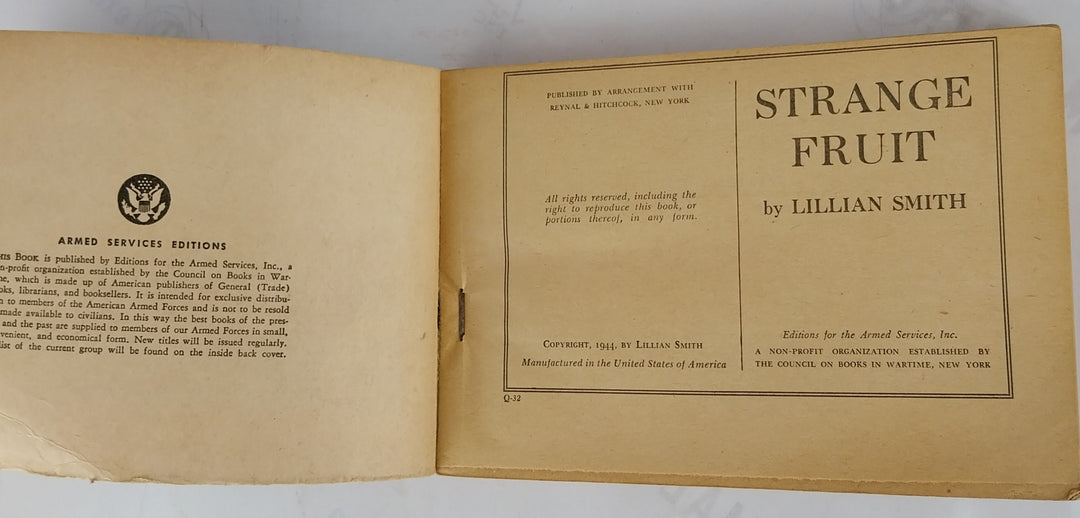 ARMED SERVICES EDITIONS
HIS BOOK is published by Editions for the Armed Services, Inc., a
n-profit organization established by the Council on Books in War-
ne, which is made up of American publishers of General (Trade)
oks, librarians, and booksellers. It is intended for exclusive distribu-
n to members of the American Armed Forces and is not to be resold
made available to civilians. In this way the best books of the pres-
and the past are supplied to members of our Armed Forces in small,
venient, and economical form. New titles will be issued regularly.
list of the current group will be found on the inside back cover.
PUBLISHED BY ARRANGEMENT WITH
REYNAL & HITCHCOCK, NEW YORK
All rights reserved, including the
right to reproduce this book, or
portions thereof, in any form.
COPYRIGHT, 1944, BY LILLIAN SMITH
Manufactured in the United States of America
STRANGE
FRUIT
by LILLIAN SMITH
Editions for the Armed Services, Inc.
A NON-PROFIT ORGANIZATION ESTABLISHED BY
THE COUNCIL ON BOOKS IN WARTIME, NEW YORK
Q-32